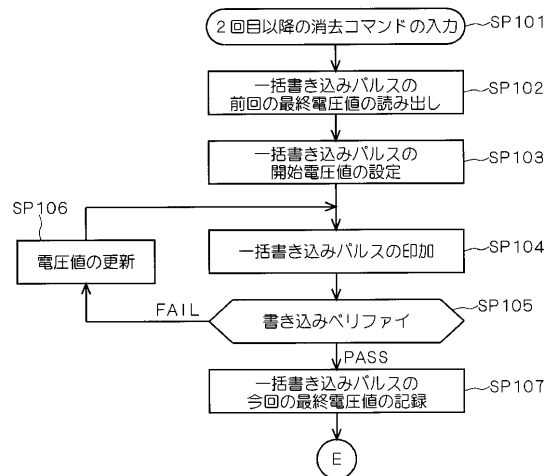 2回目以降の消去コマンドの入力
SP101
一括書き込みパルスの
前回の最終電圧値の読み出し
SP102
一括書き込みパルスの
開始電圧値の設定
SP103
SP106
電圧値の更新
一括書き込みパルスの印加
SP104
FAIL
書き込みベリファイ
SP105
PASS
一括書き込みパルスの
今回の最終電圧値の記録
SP107
E